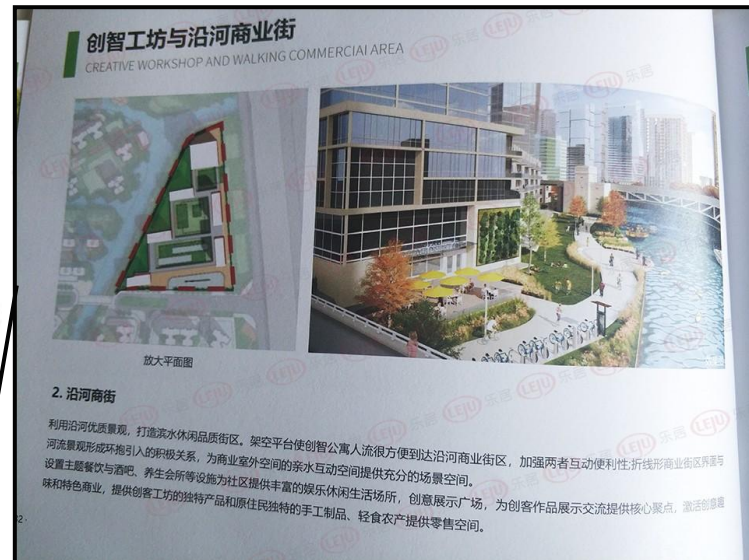 创智工坊与沿河商业街
CREATIVE WORKSHOP AND WALKING COMMERCIAI AREA
放大平面图
2. 沿河商街
利用沿河优质景观，打造滨水休闲品质街区。架空平台使创智公寓人流很方便到达沿河商业街区，加强两者互动便利性;折线形商业街区界面与
河流景观形成环抱引入的积极关系，为商业室外空间的亲水互动空间提供充分的场景空间。
设置主题餐饮与酒吧、养生会所等设施为社区提供丰富的娱乐休闲生活场所，创意展示广场，为创客作品展示交流提供核心聚点，激活创意趣
味和特色商业，提供创客工坊的独特产品和原住民独特的手工制品、轻食农产提供零售空间。
LEJU 乐居